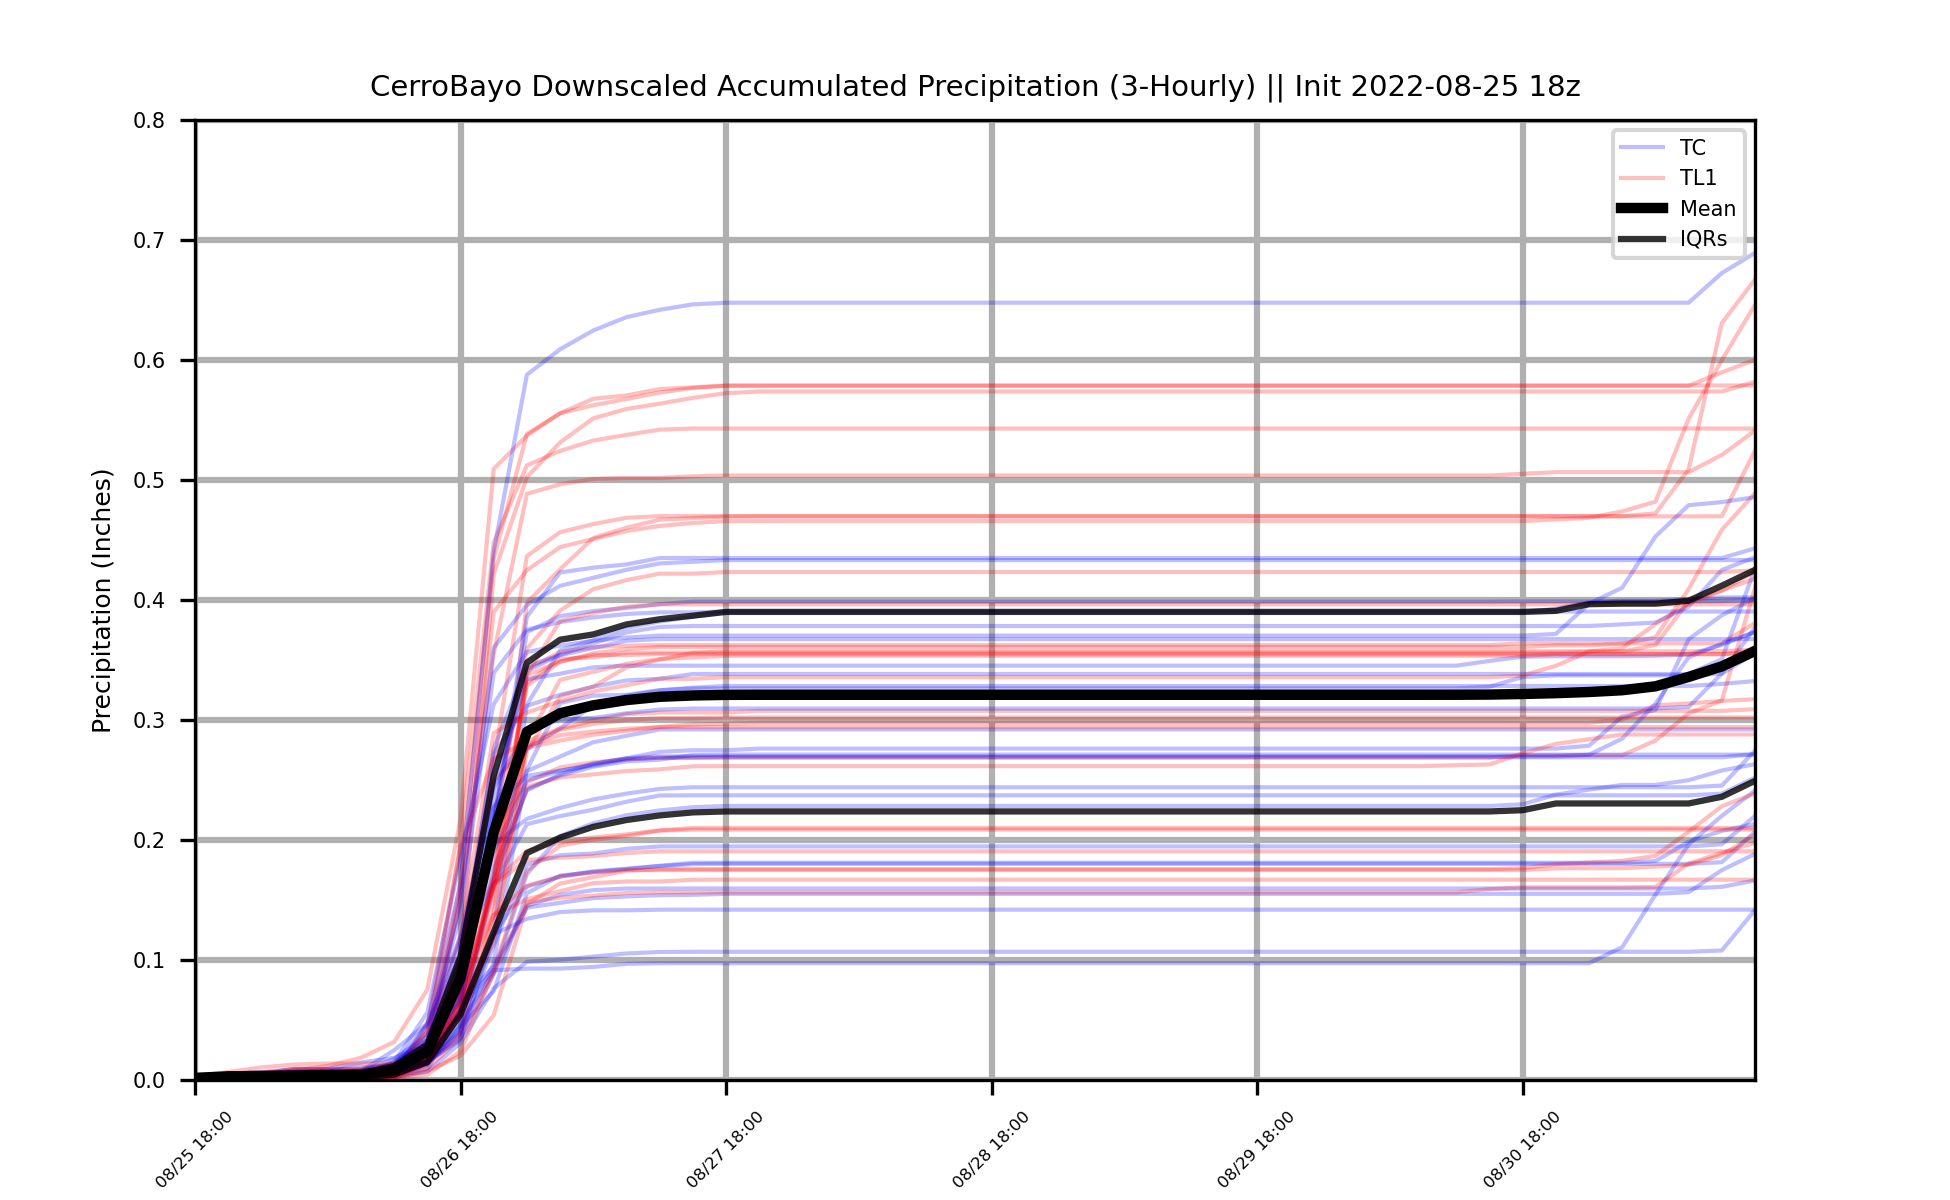 CerroBayo Downscaled Accumulated Precipitation (3-Hourly) || Init 2022-08-25 18z
TC
TL1
Mean
IQRs
Precipitation (Inches)
0.8
0.7
0.6
0.5
0.4
0.3
0.2
0.1
0.0
08/25 18:00
08/26 18:00
08/27 18:00
08/28 18:00
08/29 18:00
08/30 18:00